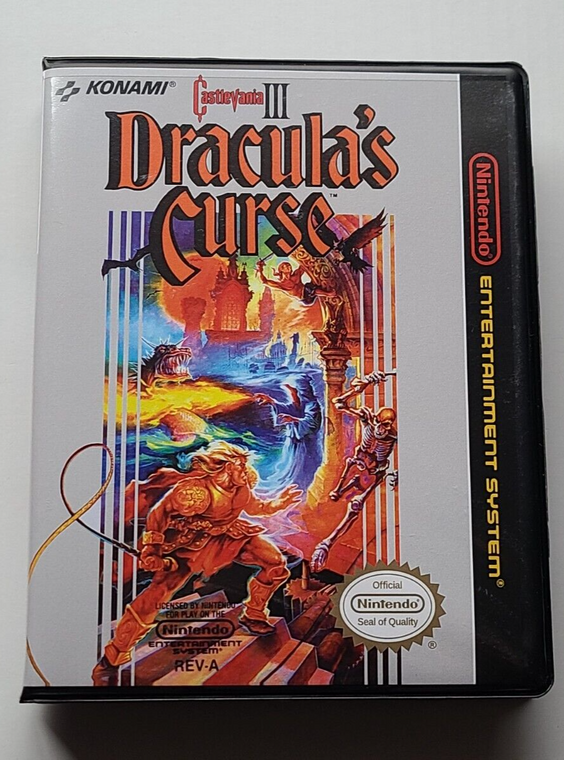 KONAMI®
Castlevania III
Dracula's
Curse™
Nintendo®
ENTERTAINMENT SYSTEM®
LICENSED BY NINTENDO
FOR PLAY ON THE
Nintendo
ENTERTAINMENT
SYSTEM®
REV-A
Official
Nintendo
Seal of Quality
®